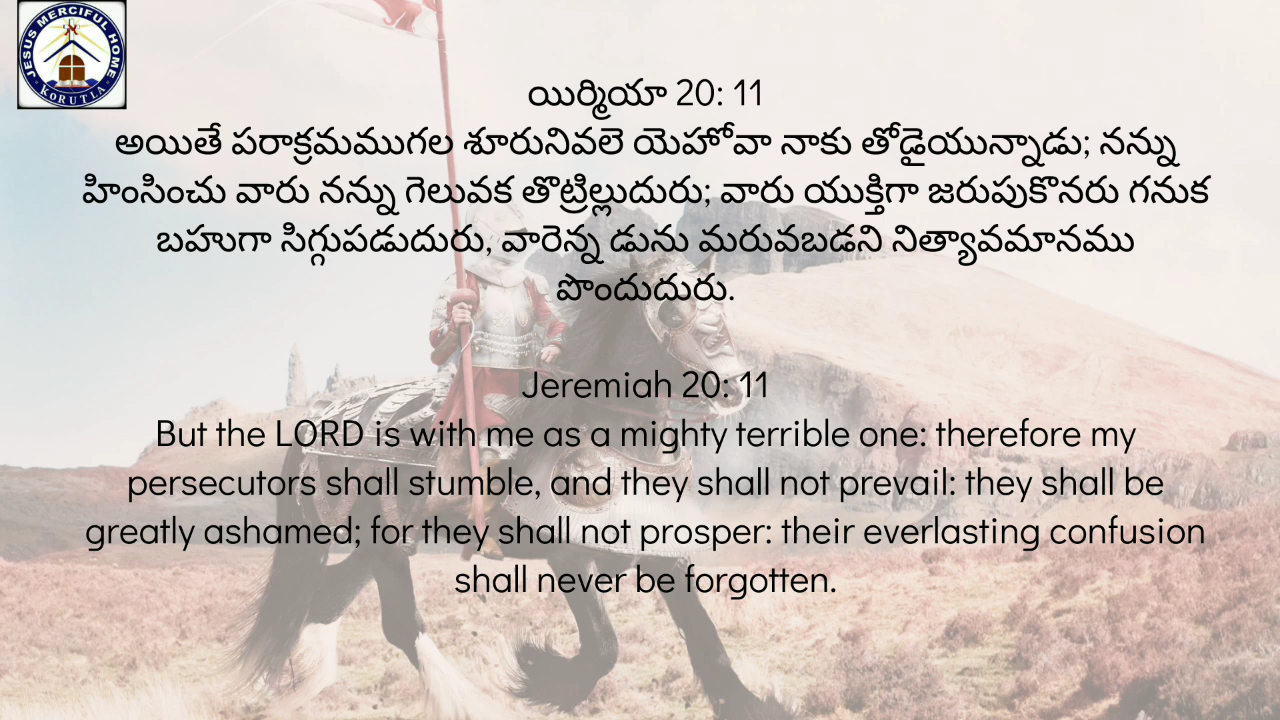 JESUS MERCIFUL HOME
KORUTLA
యిర్మియా 20: 11
అయితే పరాక్రమముగల శూరునివలె యెహోవా నాకు తోడైయున్నాడు; నన్ను
హింసించు వారు నన్ను గెలువక తొట్రిల్లుదురు; వారు యుక్తిగా జరుపుకొనరు గనుక
బహుగా సిగ్గుపడుదురు, వారెన్న డును మరువబడని నిత్యావమానము
పొందుదురు.
Jeremiah 20: 11
But the LORD is with me as a mighty terrible one: therefore my
persecutors shall stumble, and they shall not prevail: they shall be
greatly ashamed; for they shall not prosper: their everlasting confusion
shall never be forgotten.